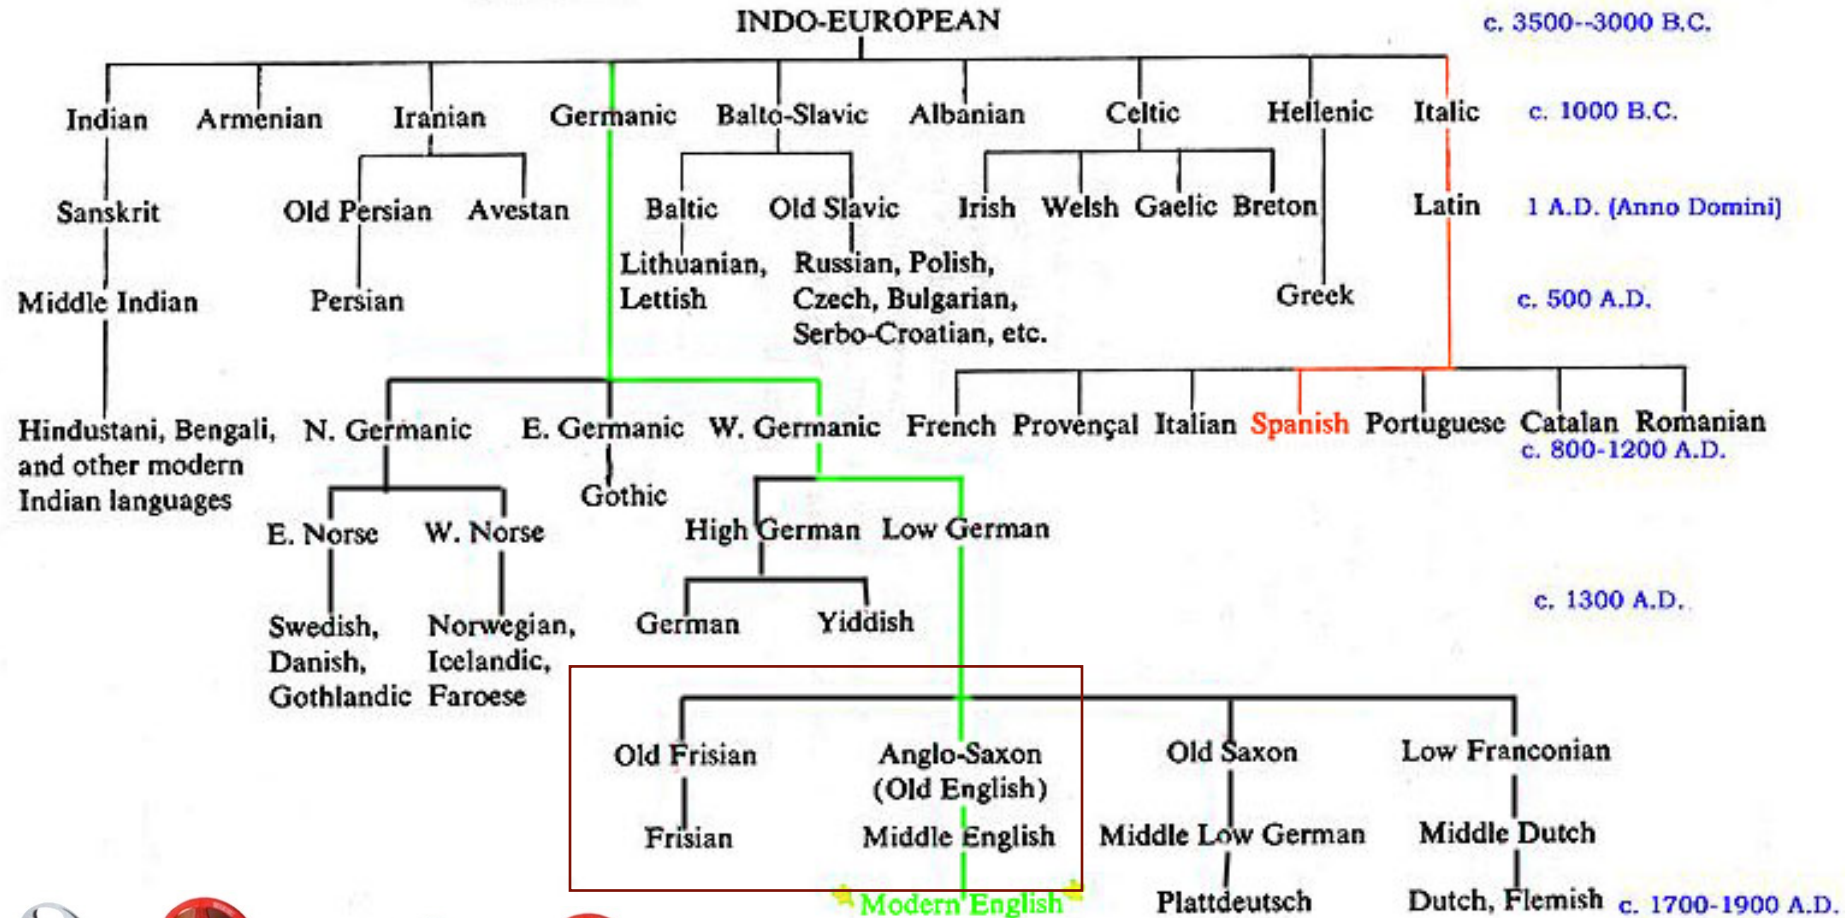 INDO-EUROPEAN
c. 3500--3000 B.C.
Indian Armenian Iranian Germanic Balto-Slavic Albanian Celtic Hellenic Italic c. 1000 B.C.
Sanskrit Old Persian Avestan Baltic Old Slavic Irish Welsh Gaelic Breton Latin 1 A.D. (Anno Domini)
Lithuanian,
Lettish
Russian, Polish,
Czech, Bulgarian,
Serbo-Croatian, etc.
Middle Indian Persian Greek c. 500 A.D.
Hindustani, Bengali,
and other modern
Indian languages
N. Germanic E. Germanic W. Germanic French Provençal Italian Spanish Portuguese Catalan Romanian
c. 800-1200 A.D.
Gothic
E. Norse W. Norse High German Low German
c. 1300 A.D.
Swedish,
Danish,
Gothlandic
Norwegian,
Icelandic,
Faroese
German Yiddish
Old Frisian Anglo-Saxon
(Old English)
Old Saxon Low Franconian
Frisian Middle English Middle Low German Middle Dutch
Modern English Plattdeutsch Dutch, Flemish c. 1700-1900 A.D.